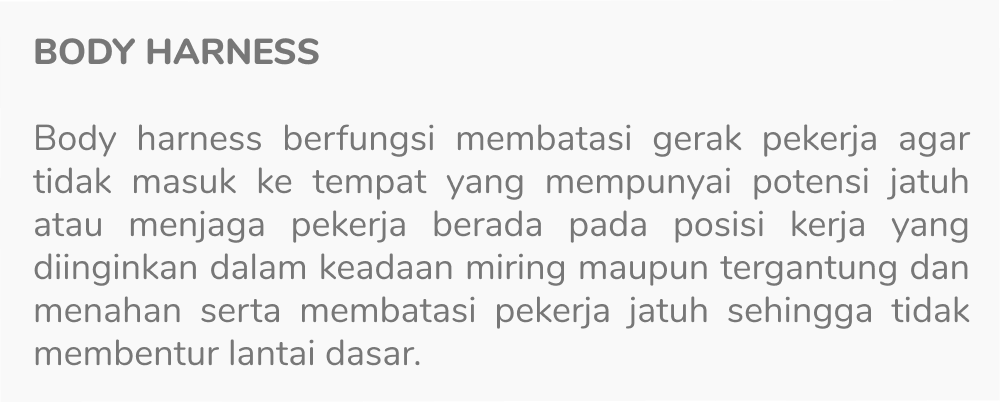 BODY HARNESS
Body harness berfungsi membatasi gerak pekerja agar
tidak masuk ke tempat yang mempunyai potensi jatuh
atau menjaga pekerja berada pada posisi kerja yang
diinginkan dalam keadaan miring maupun tergantung dan
menahan serta membatasi pekerja jatuh sehingga tidak
membentur lantai dasar.